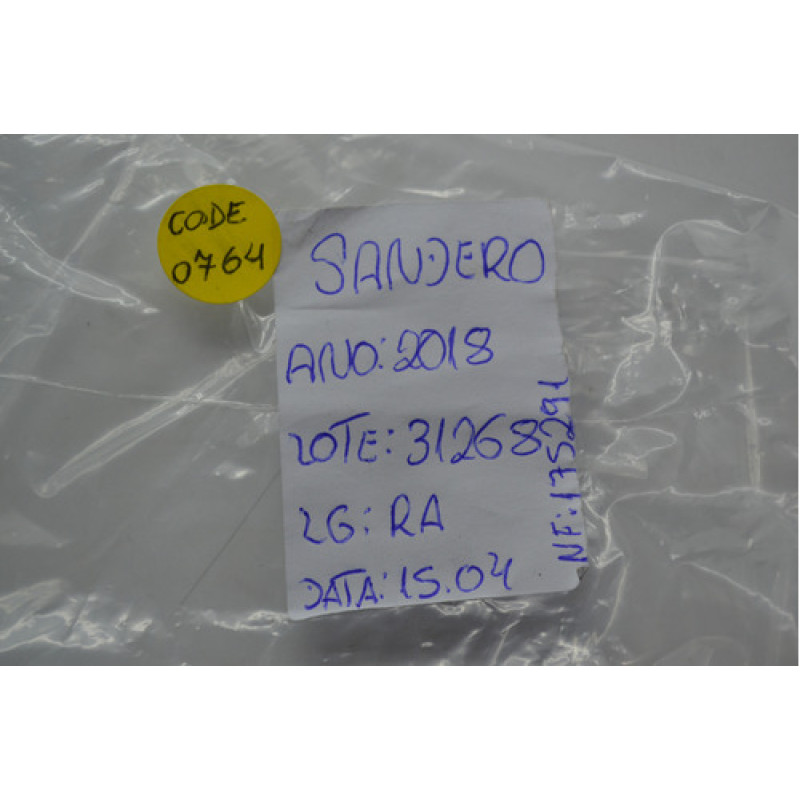 CODE
0764
SANDERO
ANO: 2018
LOTE: 31268
LG: RA
DATA: 15.04
NF: 175291